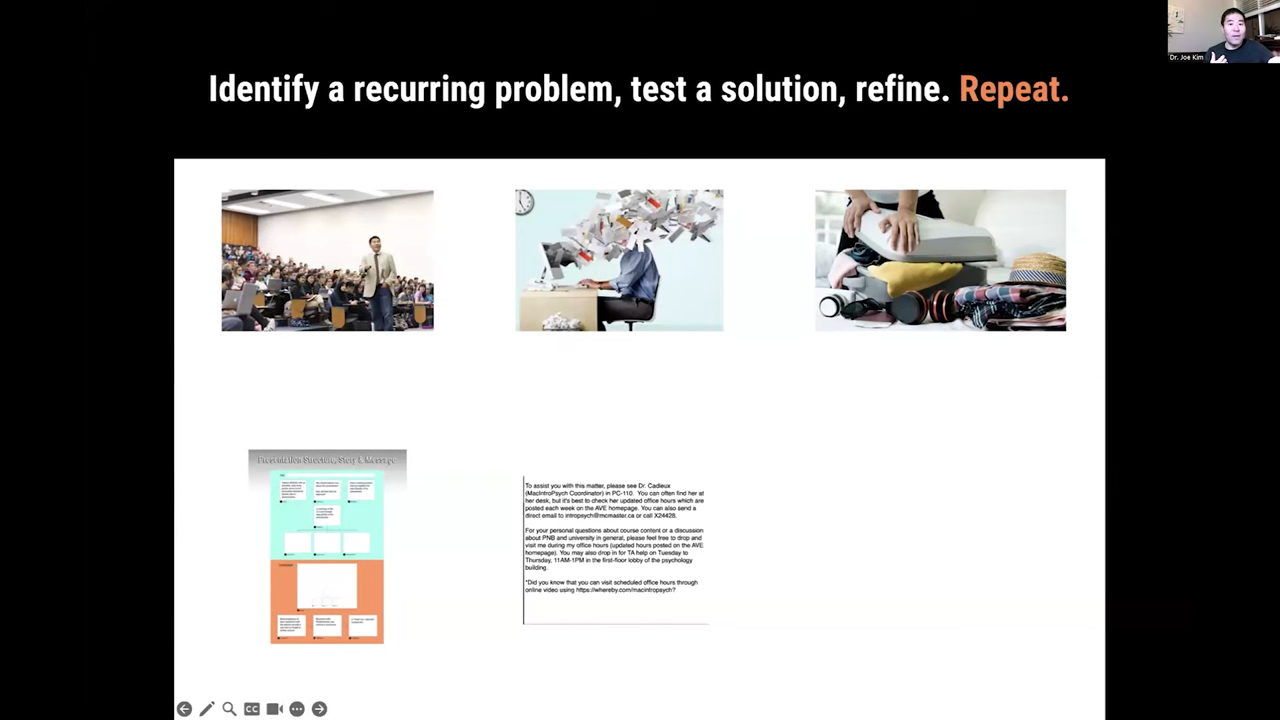 Identify a recurring problem, test a solution, refine. Repeat.
Dr. Joe Kim
Presentation Structure, Story & Message
To assist you with this matter, please see Dr. Cadieux
(MacIntroPsych Coordinator) in PC-110. You can often find her at
her desk, but it's best to check her updated office hours which are
posted each week on the AVE homepage. You can also send a
direct email to intropsych@mcmaster.ca or call X24428.
For your personal questions about course content or a discussion
about PNB and university in general, please feel free to drop and
visit me during my office hours (updated hours posted on the AVE
homepage). You may also drop in for TA help on Tuesday to
Thursday, 11AM-1PM in the first-floor lobby of the psychology
building.
*Did you know that you can visit scheduled office hours through
online video using https://whereby.com/macintropsych?
CC